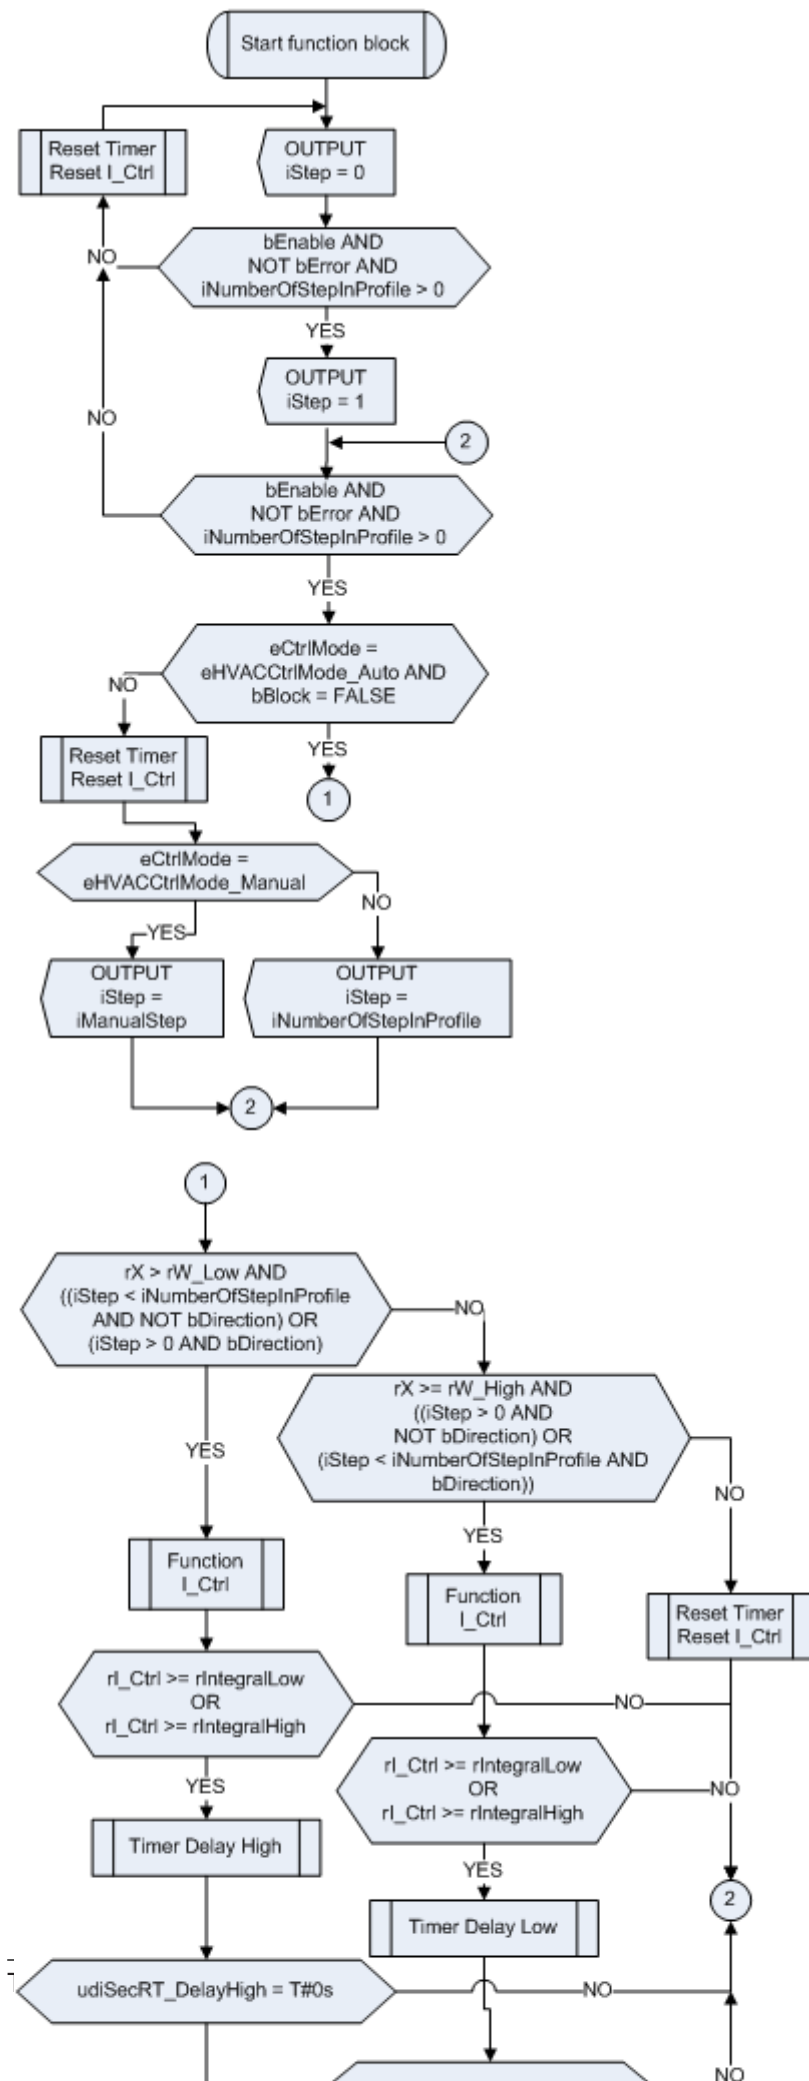 Start function block
Reset Timer
Reset I_Ctrl
OUTPUT
iStep = 0
bEnable AND
NOT bError AND
iNumberOfStepInProfile > 0
NO
YES
OUTPUT
iStep = 1
NO
2
bEnable AND
NOT bError AND
iNumberOfStepInProfile > 0
YES
eCtrlMode =
eHVACCtrlMode_Auto AND
bBlock = FALSE
NO
YES
Reset Timer
Reset I_Ctrl
1
eCtrlMode =
eHVACCtrlMode_Manual
NO
YES
OUTPUT
iStep =
iManualStep
OUTPUT
iStep =
iNumberOfStepInProfile
2
1
rX > rW_Low AND
((iStep < iNumberOfStepInProfile
AND NOT bDirection) OR
(iStep > 0 AND bDirection)
NO
rX >= rW_High AND
((iStep > 0 AND
NOT bDirection) OR
(iStep < iNumberOfStepInProfile AND
bDirection))
YES
NO
YES
Function
I_Ctrl
Function
I_Ctrl
Reset Timer
Reset I_Ctrl
rI_Ctrl >= rIntegralLow
OR
rI_Ctrl >= rIntegralHigh
NO
YES
rI_Ctrl >= rIntegralLow
OR
rI_Ctrl >= rIntegralHigh
NO
Timer Delay High
YES
2
Timer Delay Low
udiSecRT_DelayHigh = T#0s
NO
NO